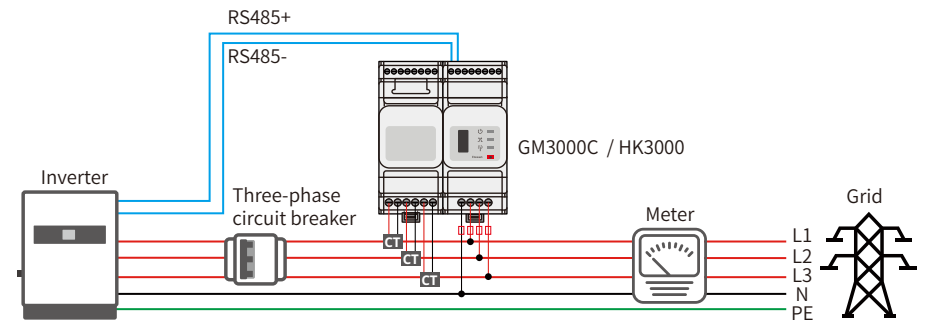 RS485+
RS485-
GM3000C / HK3000
Inverter
Three-phase
circuit breaker
Meter
Grid
CT
CT
CT
L1
L2
L3
N
PE